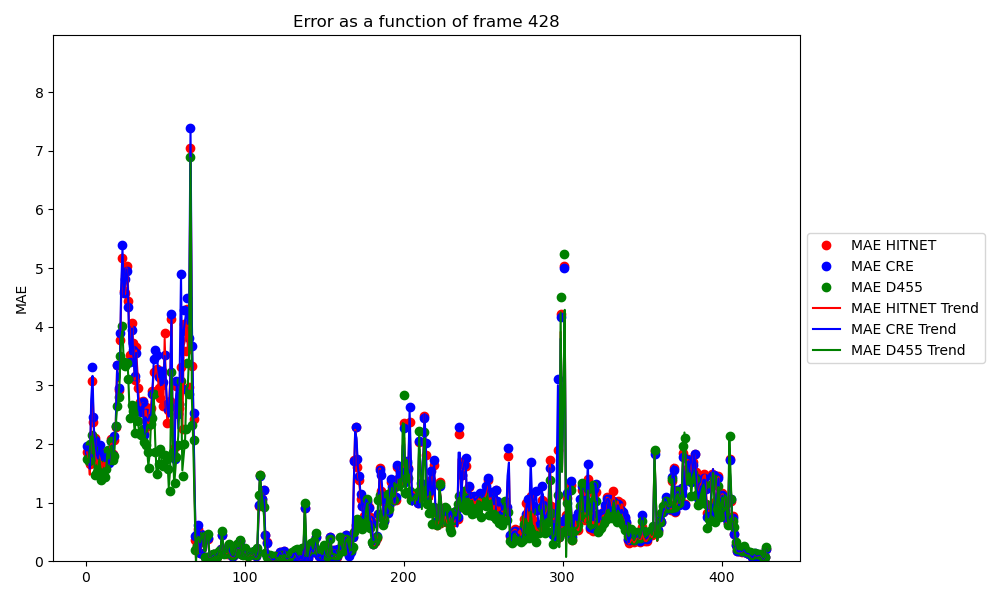 Error as a function of frame 428
MAE
8
7
6
5
4
3
2
1
0
0 100 200 300 400
MAE HITNET
MAE CRE
MAE D455
MAE HITNET Trend
MAE CRE Trend
MAE D455 Trend